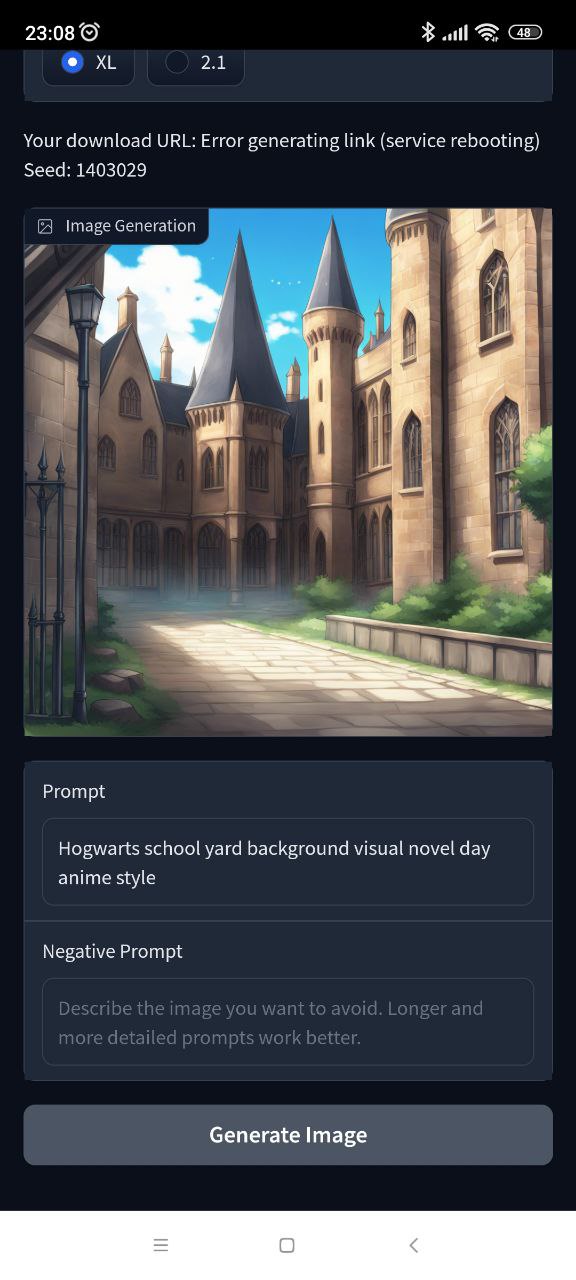 23:08
48
XL
2.1
Your download URL: Error generating link (service rebooting)
Seed: 1403029
Image Generation
Prompt
Hogwarts school yard background visual novel day
anime style
Negative Prompt
Describe the image you want to avoid. Longer and
more detailed prompts work better.
Generate Image